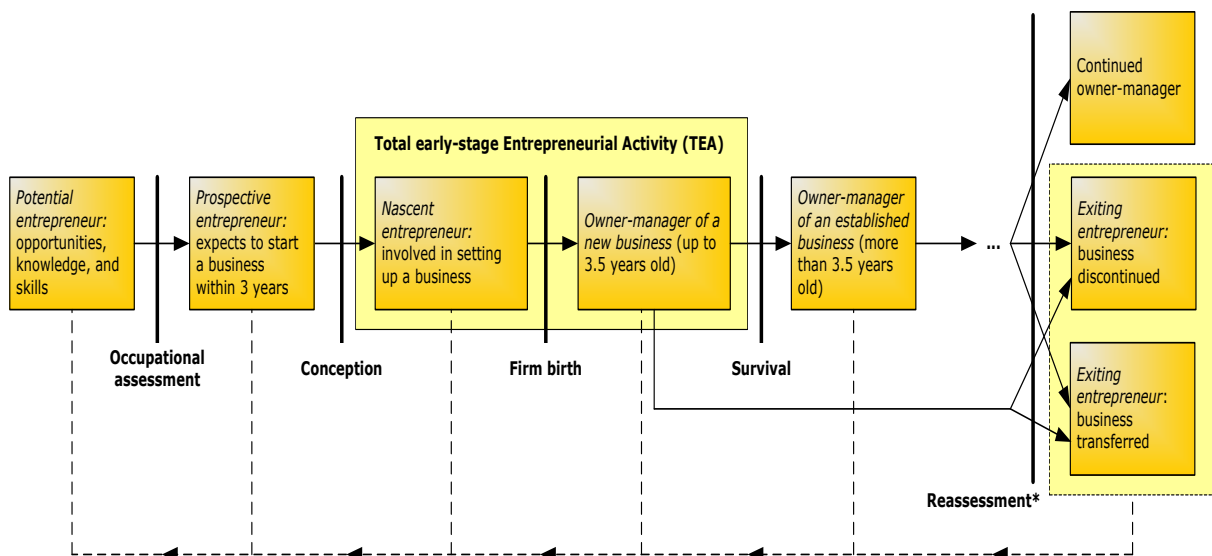 Total early-stage Entrepreneurial Activity (TEA)
Potential
entrepreneur:
opportunities,
knowledge, and
skills
Prospective
entrepreneur:
expects to start
a business
within 3 years
Nascent
entrepreneur:
involved in setting
up a business
Owner-manager of a
new business (up to
3.5 years old)
Owner-manager
of an established
business (more
than 3.5 years
old)
...
Continued
owner-manager
Exiting
entrepreneur:
business
discontinued
Exiting
entrepreneur:
business
transferred
Occupational
assessment
Conception
Firm birth
Survival
Reassessment*